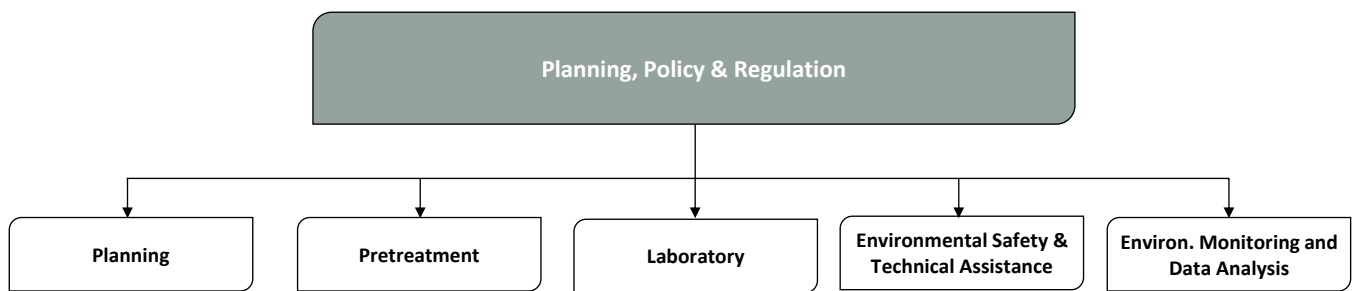 Planning, Policy & Regulation
Planning
Pretreatment
Laboratory
Environmental Safety &
Technical Assistance
Environ. Monitoring and
Data Analysis